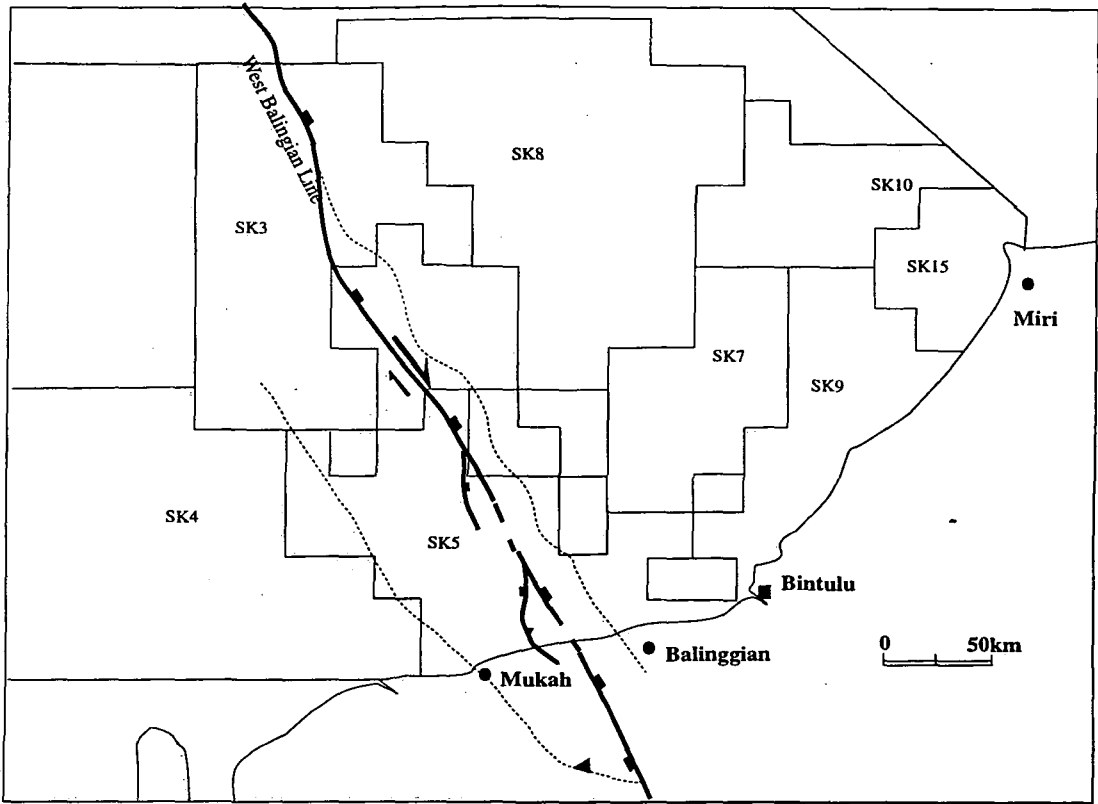 West Balingian Line
SK8
SK10
SK3
SK15
Miri
SK7
SK9
SK4
SK5
Bintulu
Balinggian
0 50km
Mukah